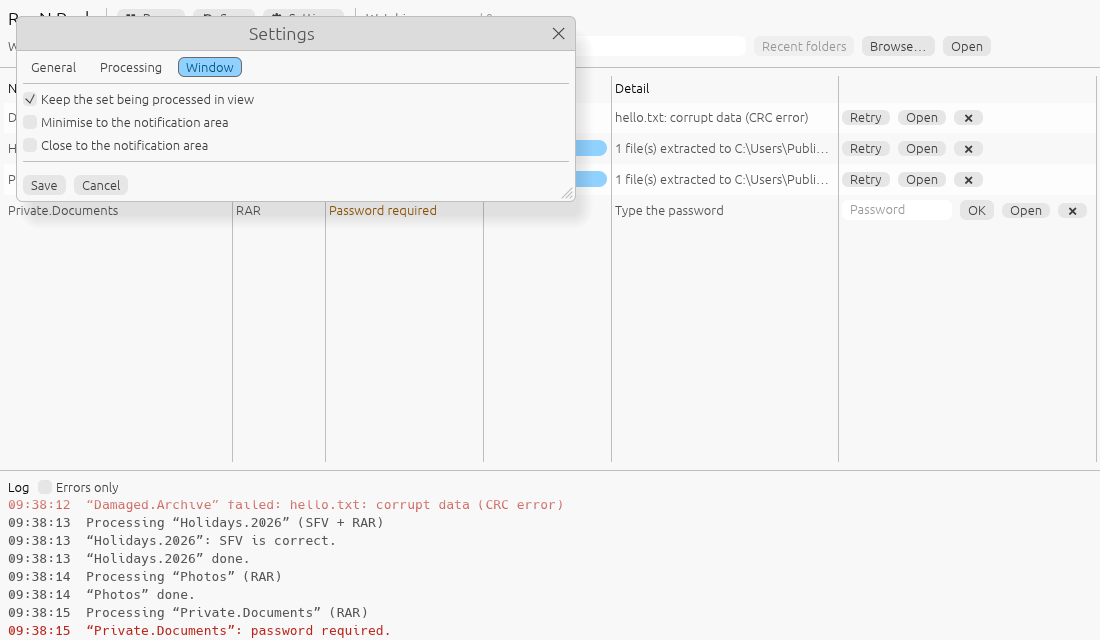 Settings
General Processing Window
Keep the set being processed in view
Minimise to the notification area
Close to the notification area
Save Cancel
Recent folders Browse… Open
Detail
hello.txt: corrupt data (CRC error) Retry Open ×
1 file(s) extracted to C:\Users\Publi… Retry Open ×
1 file(s) extracted to C:\Users\Publi… Retry Open ×
Private.Documents RAR Password required Type the password Password OK Open ×
Log Errors only
09:38:12 “Damaged.Archive” failed: hello.txt: corrupt data (CRC error)
09:38:13 Processing “Holidays.2026” (SFV + RAR)
09:38:13 “Holidays.2026”: SFV is correct.
09:38:13 “Holidays.2026” done.
09:38:14 Processing “Photos” (RAR)
09:38:14 “Photos” done.
09:38:15 Processing “Private.Documents” (RAR)
09:38:15 “Private.Documents”: password required.